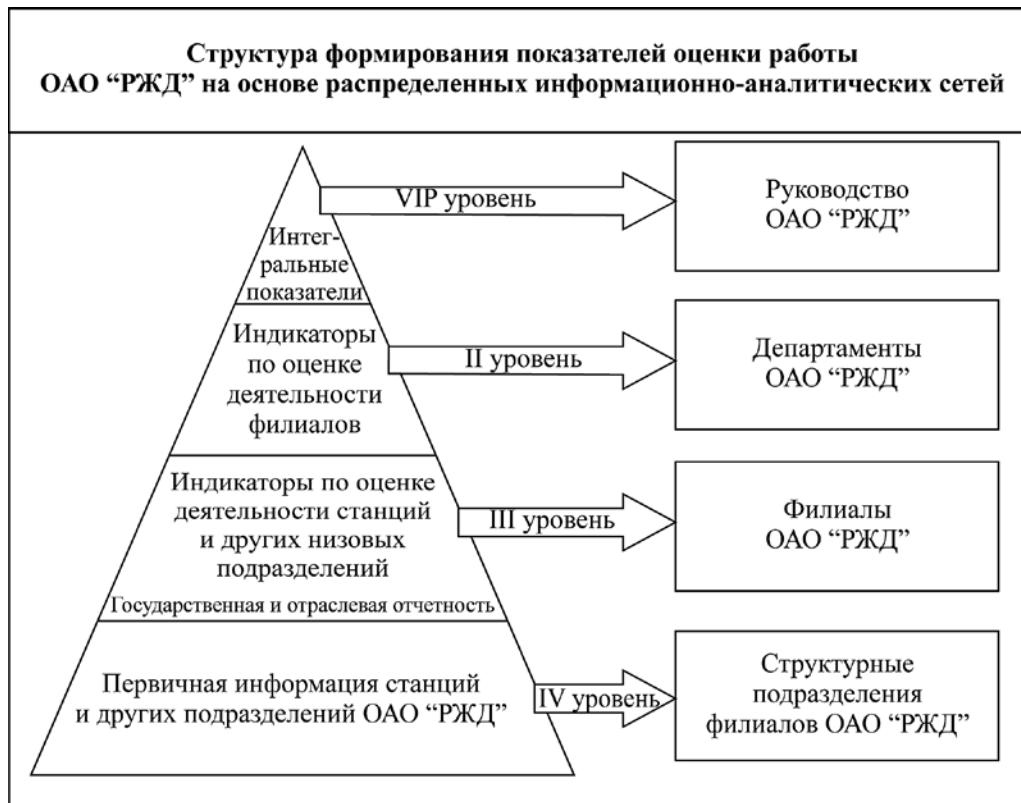 Структура формирования показателей оценки работы
ОАО “РЖД” на основе распределенных информационно-аналитических сетей
VIP уровень
Руководство
ОАО “РЖД”
Интег-
ральные
показатели
Индикаторы
по оценке
деятельности
филиалов
II уровень
Департаменты
ОАО “РЖД”
Индикаторы по оценке
деятельности станций
и других низовых
подразделений
Государственная и отраслевая отчетность
III уровень
Филиалы
ОАО “РЖД”
Первичная информация станций
и других подразделений ОАО “РЖД”
IV уровень
Структурные
подразделения
филиалов ОАО “РЖД”